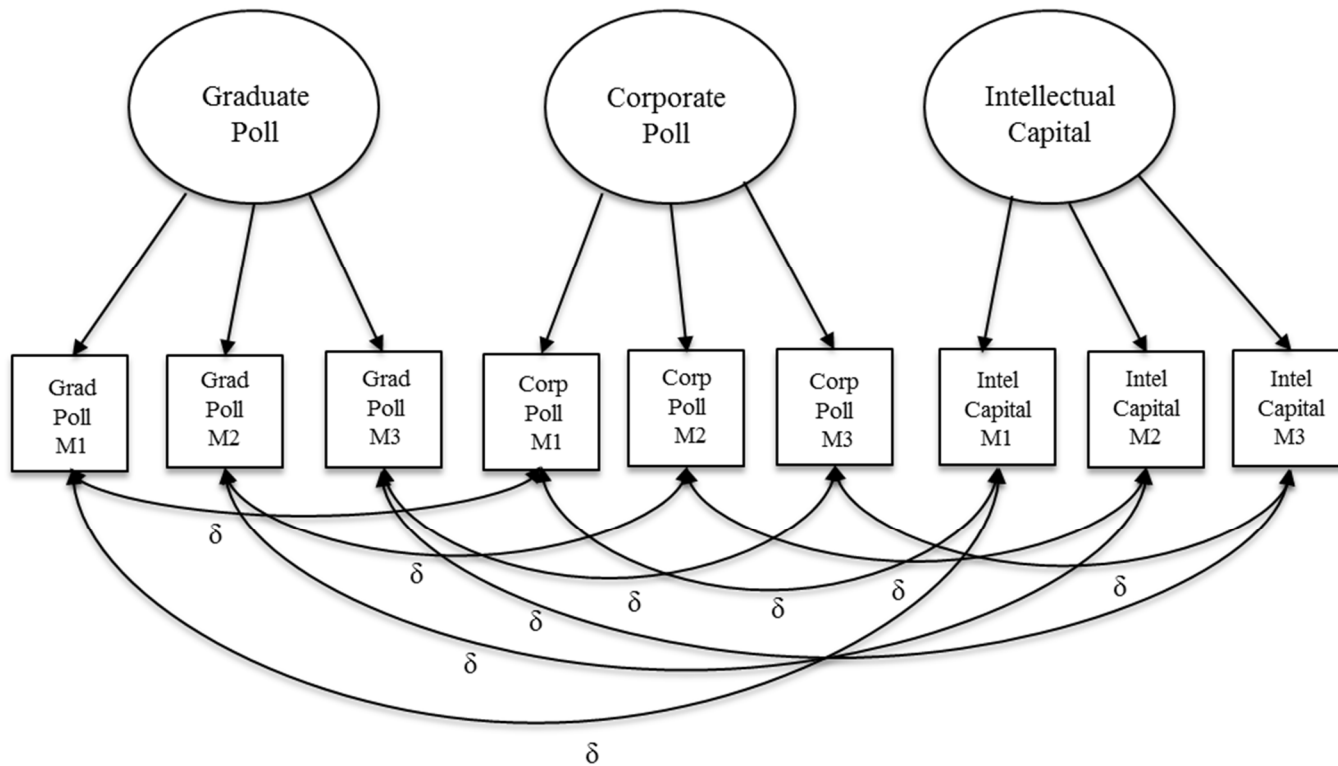 Graduate
Poll
Corporate
Poll
Intellectual
Capital
Grad
Poll
M1
Grad
Poll
M2
Grad
Poll
M3
Corp
Poll
M1
Corp
Poll
M2
Corp
Poll
M3
Intel
Capital
M1
Intel
Capital
M2
Intel
Capital
M3
δ
δ
δ
δ
δ
δ
δ
δ
δ